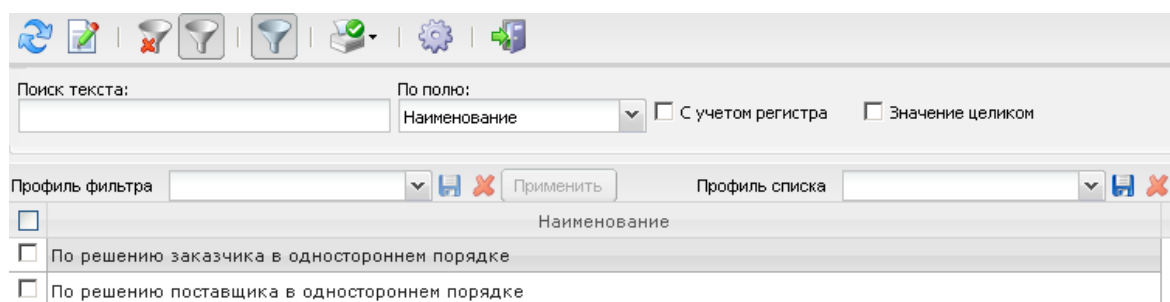 Поиск текста: По полю:
Наименование С учетом регистра Значение целиком
Профиль фильтра Применить Профиль списка
Наименование
По решению заказчика в одностороннем порядке
По решению поставщика в одностороннем порядке